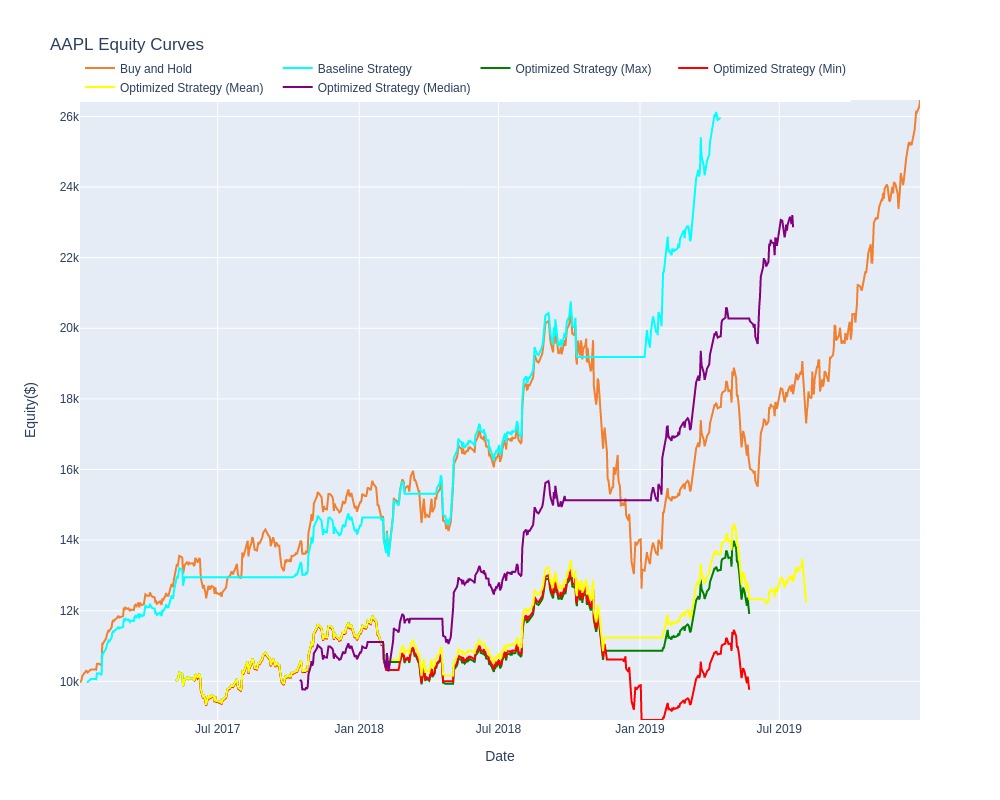 AAPL Equity Curves
Buy and Hold Baseline Strategy Optimized Strategy (Max) Optimized Strategy (Min)
Optimized Strategy (Mean) Optimized Strategy (Median)
26k
24k
22k
20k
18k
16k
14k
12k
10k
Equity($)
Jul 2017 Jan 2018 Jul 2018 Jan 2019 Jul 2019
Date